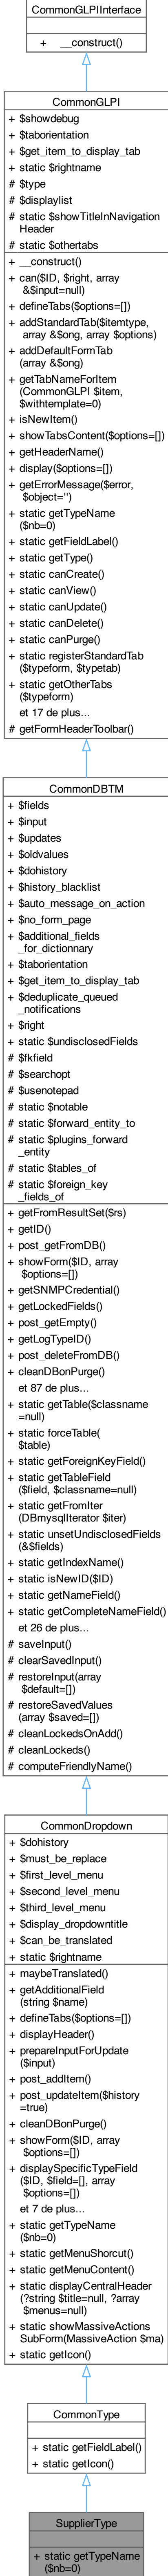 CommonGLPIInterface
+ __construct()
CommonGLPI
+ $showdebug
+ $taborientation
+ $get_item_to_display_tab
+ static $rightname
# $type
# $displaylist
# static $showTitleInNavigation
Header
# static $othertabs
+ __construct()
+ can($ID, $right, array
&$input=null)
+ defineTabs($options=[])
+ addStandardTab($itemtype,
array &$ong, array $options)
+ addDefaultFormTab
(array &$ong)
+ getTabNameForItem
(CommonGLPI $item,
$withtemplate=0)
+ isNewItem()
+ showTabsContent($options=[])
+ getHeaderName()
+ display($options=[])
+ getErrorMessage($error,
$object='')
+ static getTypeName
($nb=0)
+ static getFieldLabel()
+ static getType()
+ static canCreate()
+ static canView()
+ static canUpdate()
+ static canDelete()
+ static canPurge()
+ static registerStandardTab
($typeform, $typetab)
+ static getOtherTabs
($typeform)
et 17 de plus...
# getFormHeaderToolbar()
CommonDBTM
+ $fields
+ $input
+ $updates
+ $oldvalues
+ $dohistory
+ $history_blacklist
+ $auto_message_on_action
+ $no_form_page
+ $additional_fields
_for_dictionnary
+ $taborientation
+ $get_item_to_display_tab
+ $deduplicate_queued
_notifications
+ $right
+ static $undisclosedFields
# $fkfield
# $searchopt
# $usenotepad
# static $notable
# static $forward_entity_to
# static $plugins_forward
_entity
# static $tables_of
# static $foreign_key
_fields_of
+ getFromResultSet($rs)
+ getID()
+ post_getFromDB()
+ showForm($ID, array
$options=[])
+ getSNMPCredential()
+ getLockedFields()
+ post_getEmpty()
+ getLogTypeID()
+ post_deleteFromDB()
+ cleanDBonPurge()
et 87 de plus...
+ static getTable($classname
=null)
+ static forceTable(
$table)
+ static getForeignKeyField()
+ static getTableField
($field, $classname=null)
+ static getFromIter
(DBmysqlIterator $iter)
+ static unsetUndisclosedFields
(&$fields)
+ static getIndexName()
+ static isNewID($ID)
+ static getNameField()
+ static getCompleteNameField()
et 26 de plus...
# saveInput()
# clearSavedInput()
# restoreInput(array
$default=[])
# restoreSavedValues
(array $saved=[])
# cleanLockedsOnAdd()
# cleanLockeds()
# computeFriendlyName()
CommonDropdown
+ $dohistory
+ $must_be_replace
+ $first_level_menu
+ $second_level_menu
+ $third_level_menu
+ $display_dropdowntitle
+ $can_be_translated
+ static $rightname
+ maybeTranslated()
+ getAdditionalField
(string $name)
+ defineTabs($options=[])
+ displayHeader()
+ prepareInputForUpdate
($input)
+ post_addItem()
+ post_updateItem($history
=true)
+ cleanDBonPurge()
+ showForm($ID, array
$options=[])
+ displaySpecificTypeField
($ID, $field=[], array
$options=[])
et 7 de plus...
+ static getTypeName
($nb=0)
+ static getMenuShorcut()
+ static getMenuContent()
+ static displayCentralHeader
(?string $title=null, ?array
$menus=null)
+ static showMassiveActions
SubForm(MassiveAction $ma)
+ static getIcon()
CommonType
+ static getFieldLabel()
+ static getIcon()
SupplierType
+ static getTypeName
($nb=0)